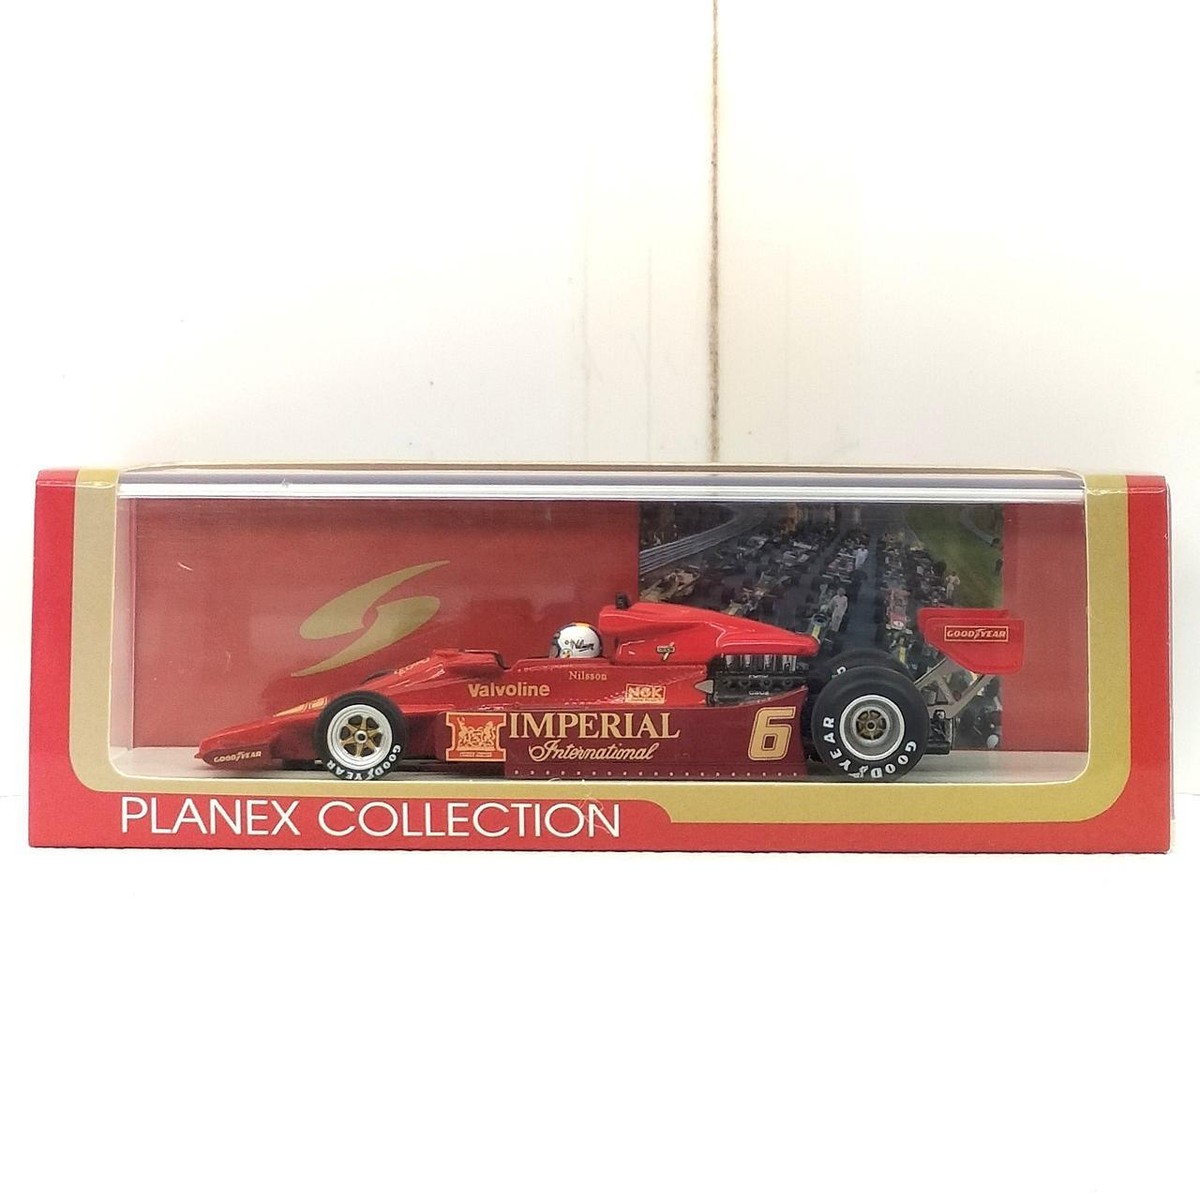 GOODYEAR
Nilsson
Valvoline
NGK
IMPERIAL
International
6
GOODYEAR
GOODYEAR
GOODYEAR
PLANEX COLLECTION